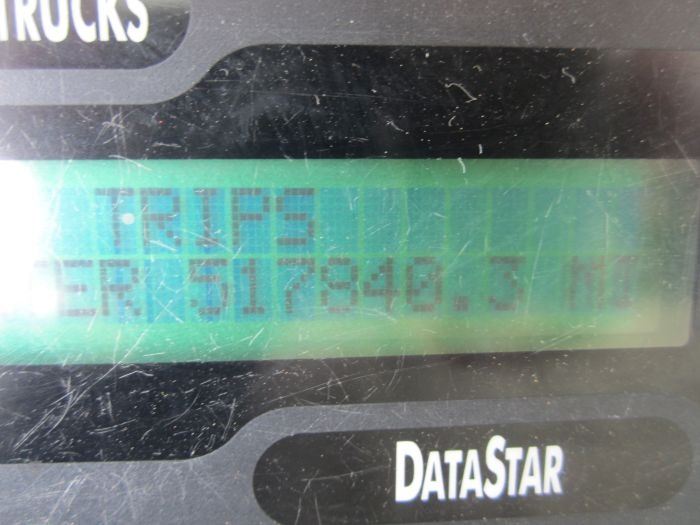 TRUCKS
TRIPS
ER 517840.3 MI
DATASTAR